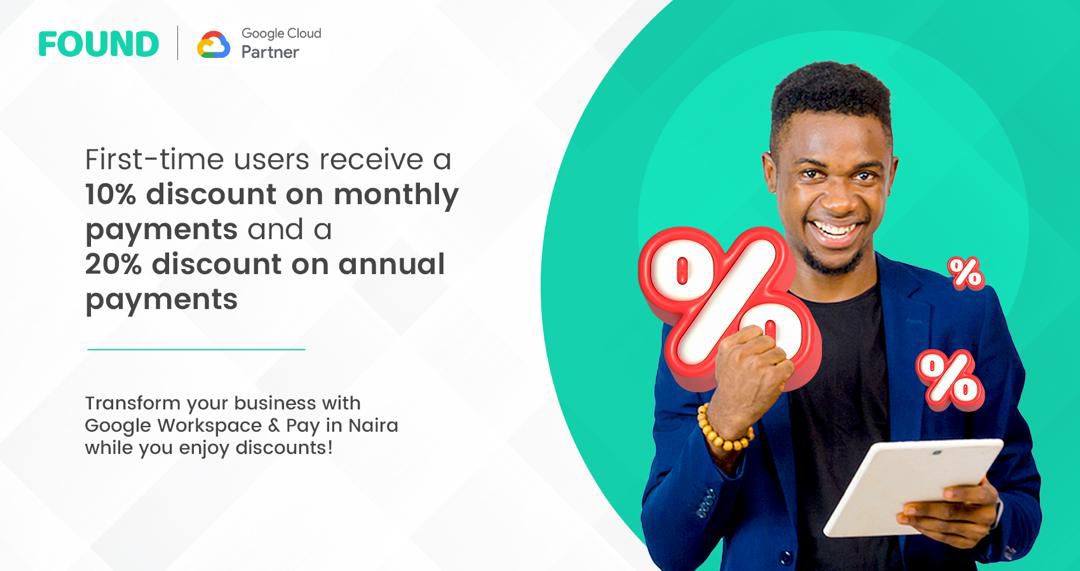 FOUND
Google Cloud
Partner
First-time users receive a
10% discount on monthly
payments and a
20% discount on annual
payments
Transform your business with
Google Workspace & Pay in Naira
while you enjoy discounts!
%
%
%